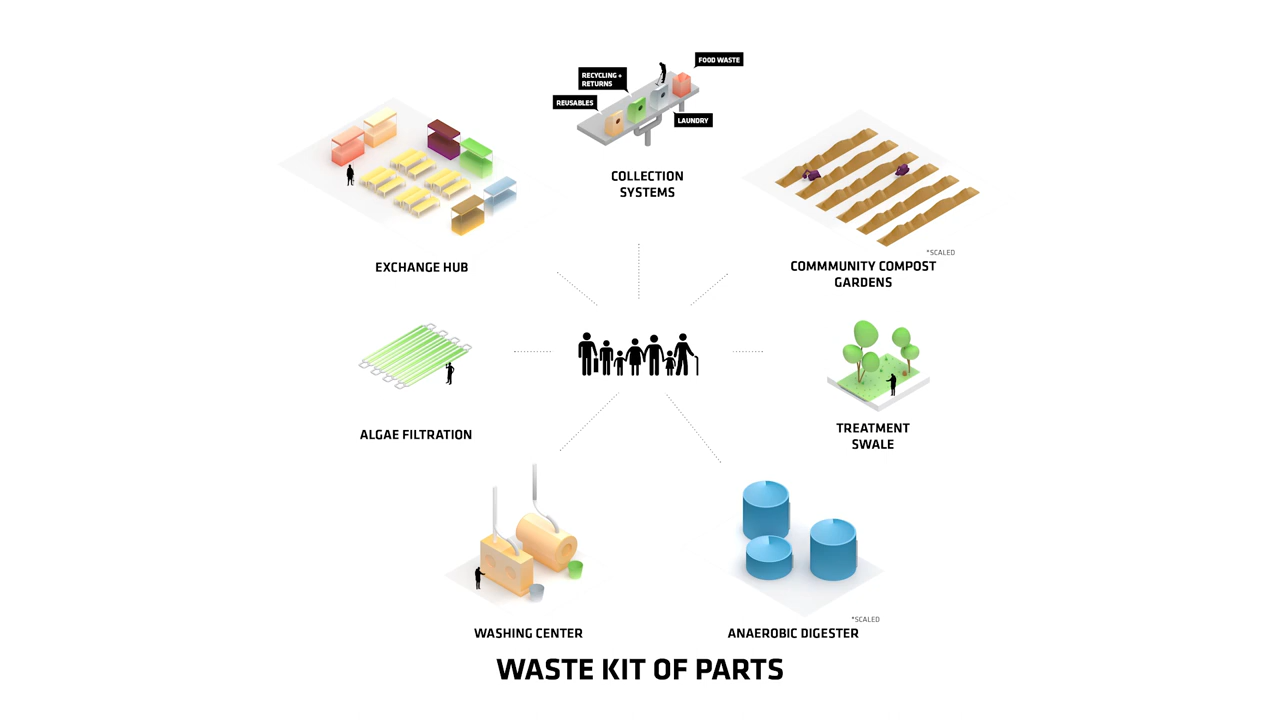 FOOD WASTE
RECYCLING +
RETURNS
REUSABLES
LAUNDRY
COLLECTION
SYSTEMS
EXCHANGE HUB
*SCALED
COMMMUNITY COMPOST
GARDENS
ALGAE FILTRATION
TREATMENT
SWALE
WASHING CENTER
*SCALED
ANAEROBIC DIGESTER
WASTE KIT OF PARTS